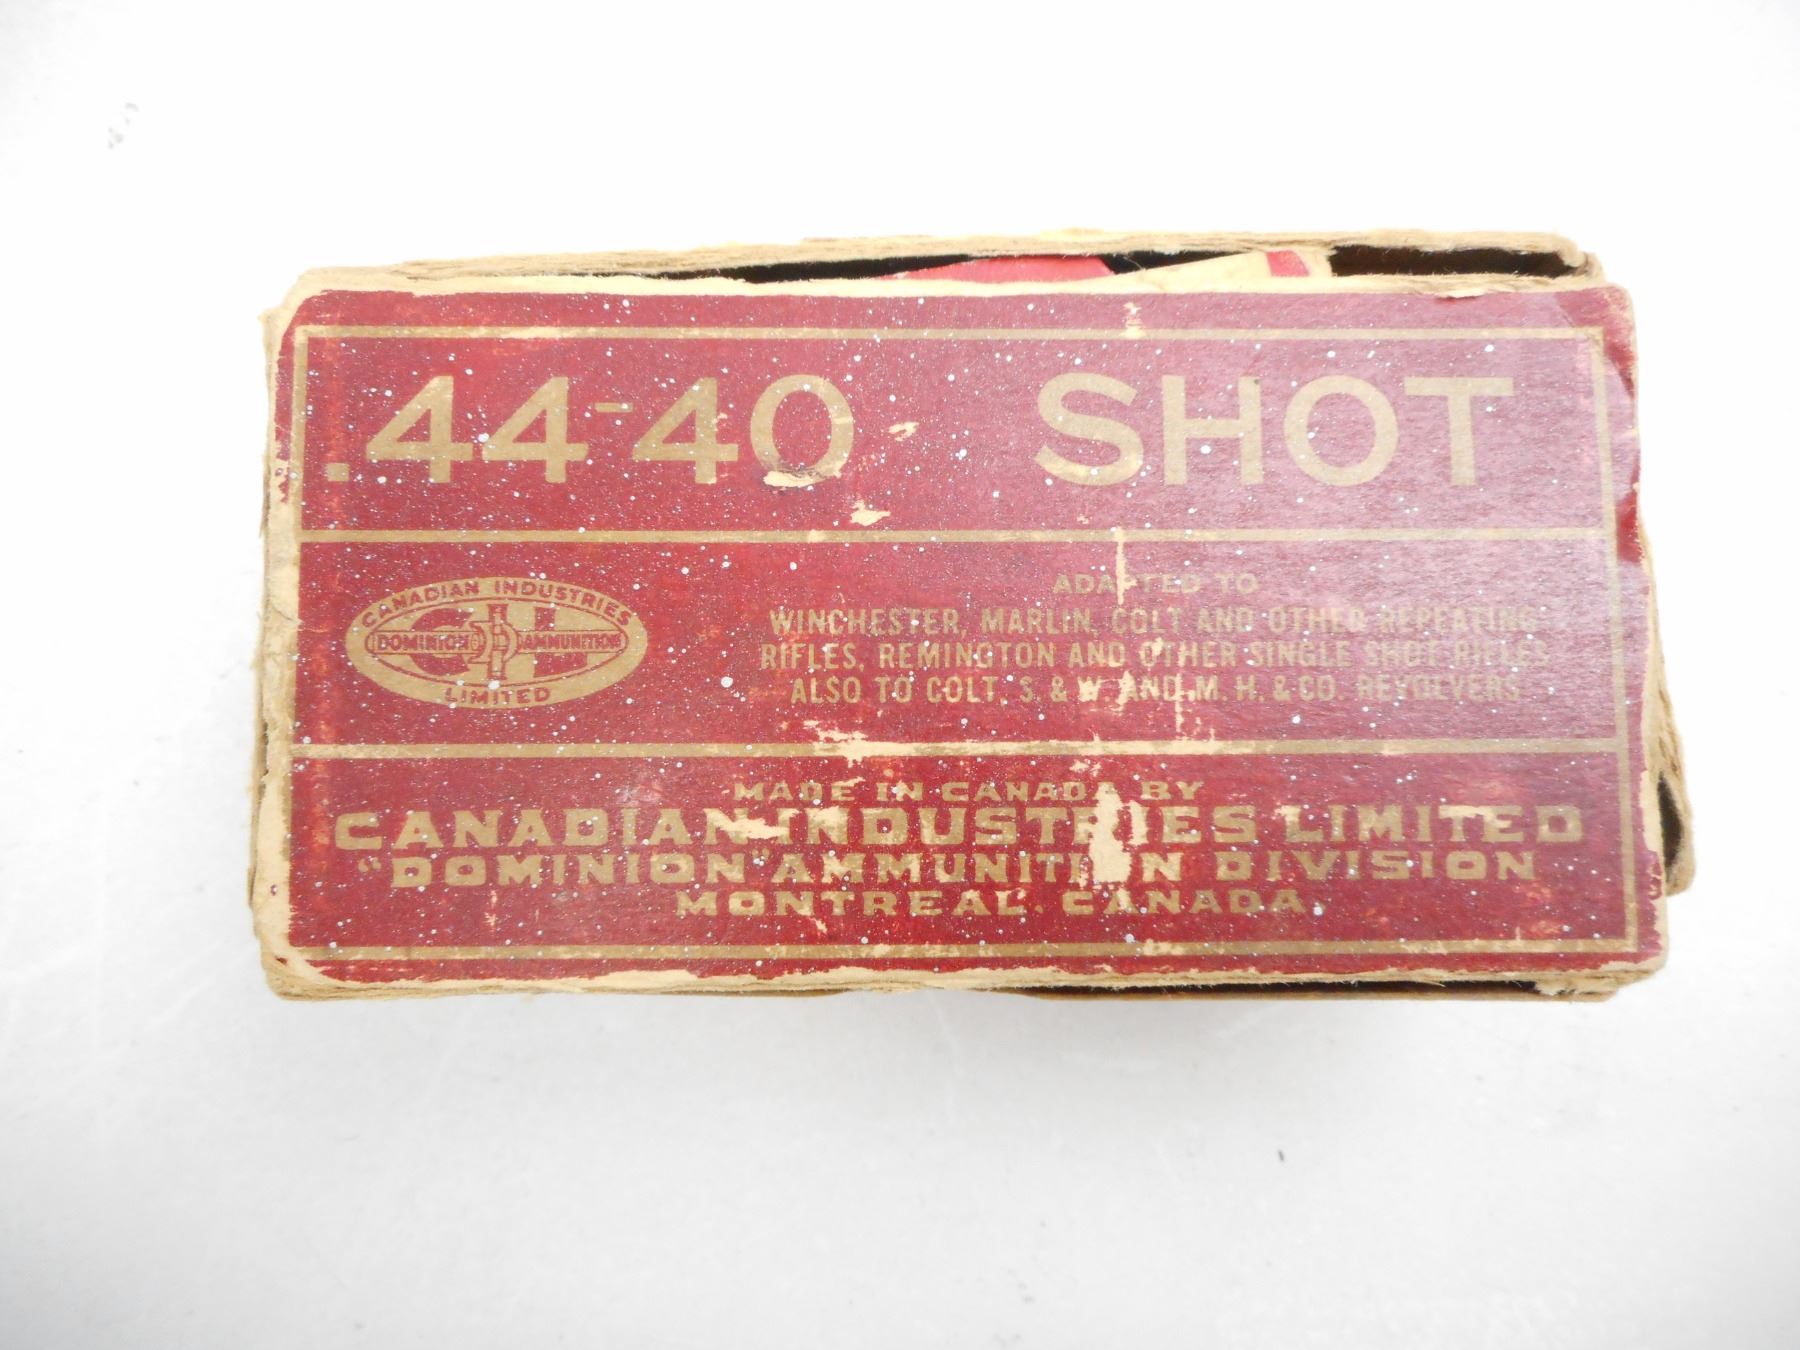 .44-40 SHOT
CANADIAN INDUSTRIES
DOMINION AMMUNITION
LIMITED
ADAPTED TO
WINCHESTER, MARLIN, COLT AND OTHER REPEATING
RIFLES, REMINGTON AND OTHER SINGLE SHOT RIFLES
ALSO TO COLT, S. & W. AND M. H. & CO. REVOLVERS
MADE IN CANADA BY
CANADIAN INDUSTRIES LIMITED
"DOMINION" AMMUNITION DIVISION
MONTREAL. CANADA.